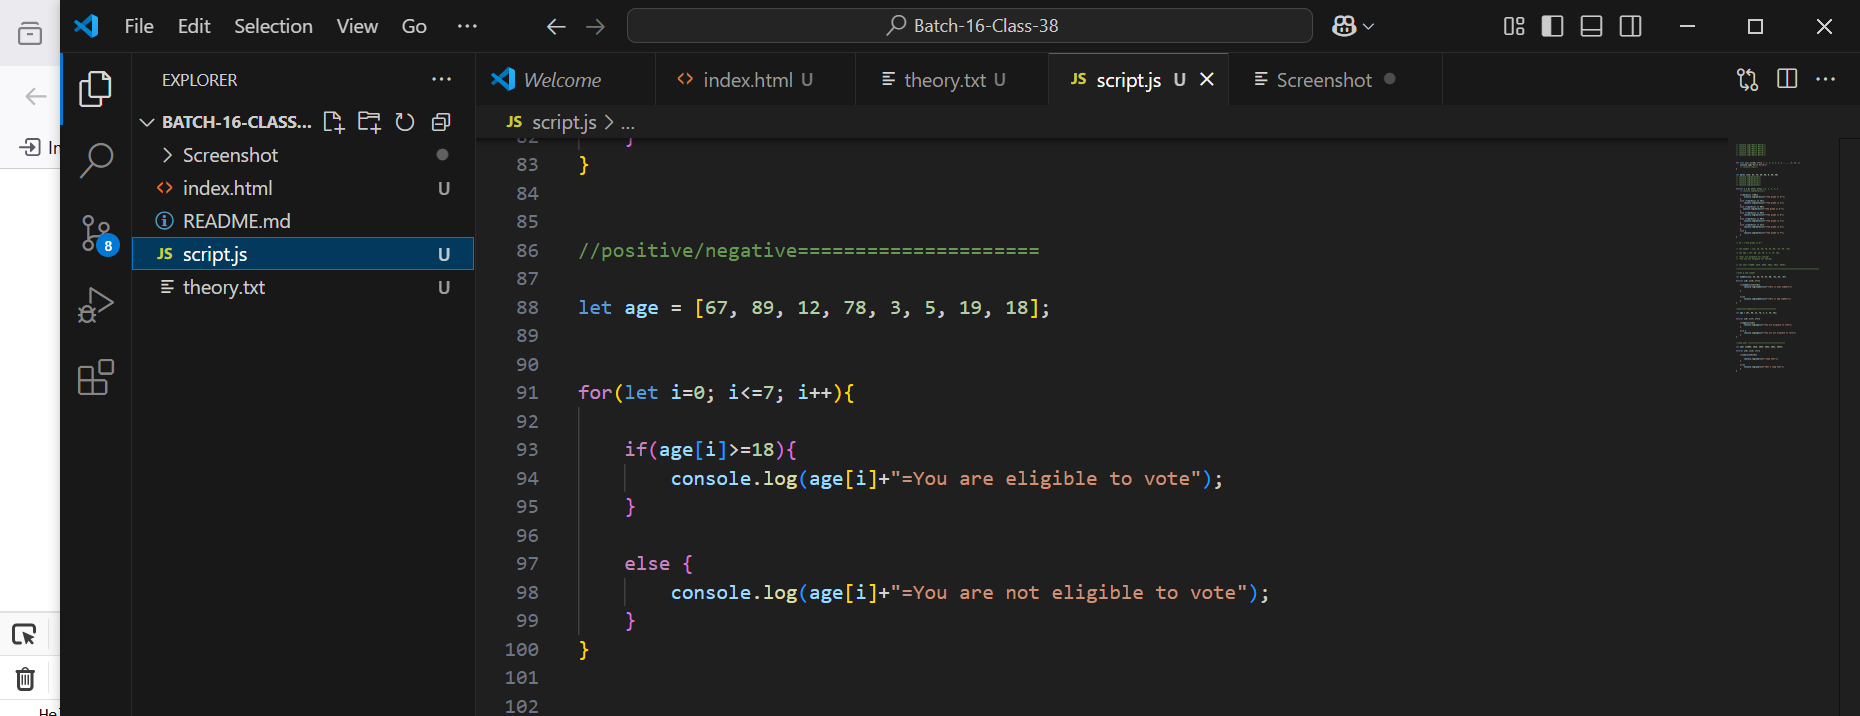 File Edit Selection View Go ··· Batch-16-Class-38
EXPLORER ···
BATCH-16-CLASS...
Screenshot
index.html U
README.md
JS script.js U
theory.txt U
8
Welcome index.html U theory.txt U JS script.js U Screenshot
JS script.js > ...
83 }
84
85
86 //positive/negative=====================
87
88 let age = [67, 89, 12, 78, 3, 5, 19, 18];
89
90
91 for(let i=0; i<=7; i++){
92
93 if(age[i]>=18){
94 console.log(age[i]+"=You are eligible to vote");
95 }
96
97 else {
98 console.log(age[i]+"=You are not eligible to vote");
99 }
100 }
101
102